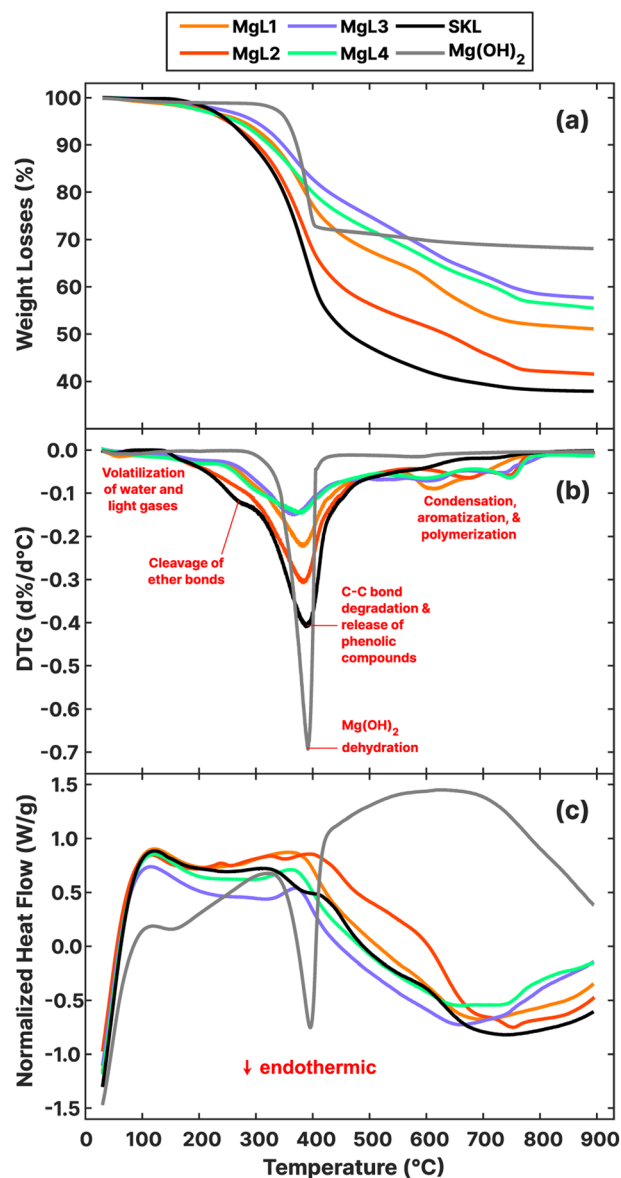 MgL1 MgL3 SKL
MgL2 MgL4 Mg(OH)₂
(a)
Weight Losses (%)
100
90
80
70
60
50
40
(b)
DTG (d%/d°C)
0.0
-0.1
-0.2
-0.3
-0.4
-0.5
-0.6
-0.7
Volatilization
of water and
light gases
Cleavage of
ether bonds
Condensation,
aromatization, &
polymerization
C-C bond
degradation &
release of
phenolic
compounds
Mg(OH)₂
dehydration
(c)
Normalized Heat Flow (W/g)
1.5
1.0
0.5
0.0
-0.5
-1.0
-1.5
↓ endothermic
0 100 200 300 400 500 600 700 800 900
Temperature (°C)